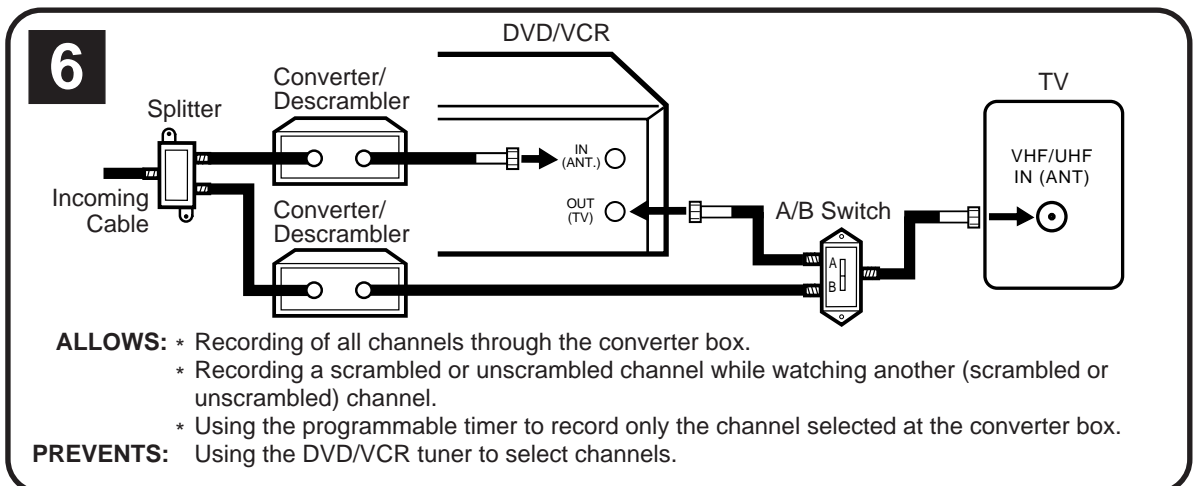 6
DVD/VCR
Converter/
Descrambler
Splitter
TV
IN
(ANT.)
VHF/UHF
IN (ANT)
Incoming
Cable
Converter/
Descrambler
OUT
(TV)
A/B Switch
A
B
ALLOWS: * Recording of all channels through the converter box.
* Recording a scrambled or unscrambled channel while watching another (scrambled or
unscrambled) channel.
* Using the programmable timer to record only the channel selected at the converter box.
PREVENTS: Using the DVD/VCR tuner to select channels.